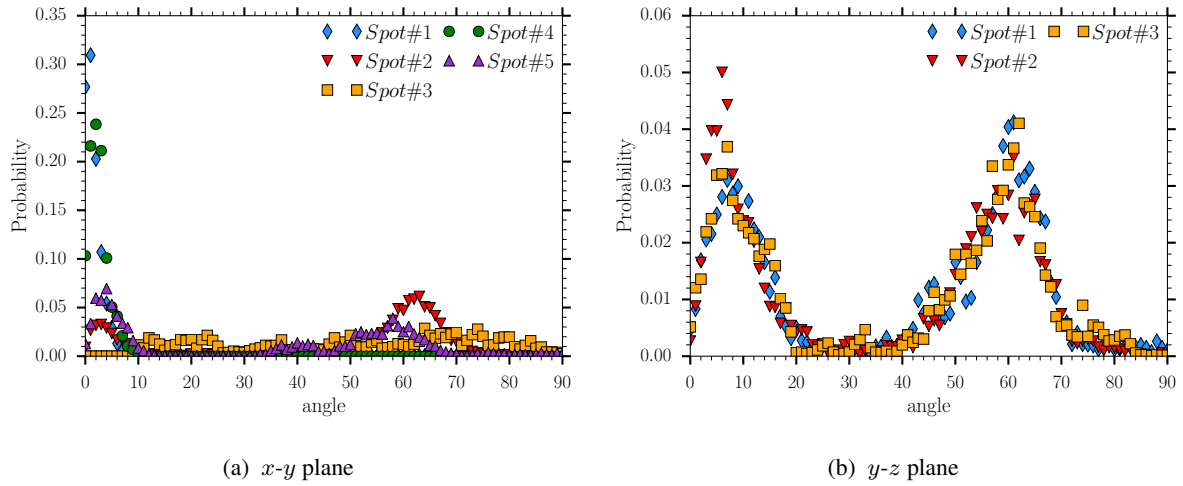 0.35
0.30
0.25
0.20
0.15
0.10
0.05
0.00
Probability
Spot#1
Spot#2
Spot#3
Spot#4
Spot#5
0 10 20 30 40 50 60 70 80 90
angle
(a) x-y plane
0.06
0.05
0.04
0.03
0.02
0.01
0.00
Probability
Spot#1
Spot#2
Spot#3
0 10 20 30 40 50 60 70 80 90
angle
(b) y-z plane